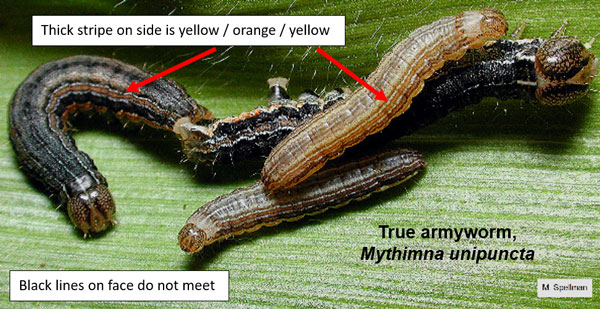 Thick stripe on side is yellow / orange / yellow
True armyworm,
Mythimna unipuncta
Black lines on face do not meet
M. Spellman